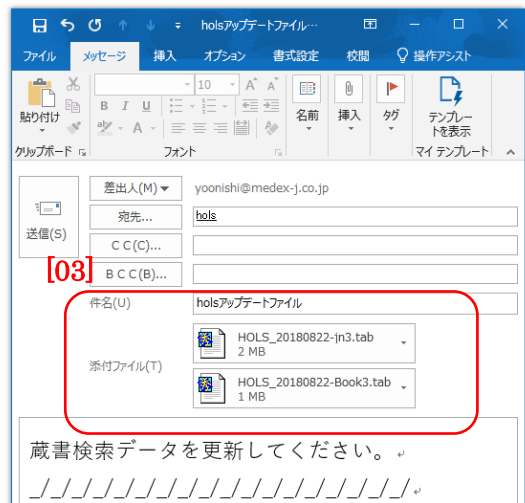 holsアップデートファイル…
ファイル メッセージ 挿入 オプション 書式設定 校閲 操作アシスト
貼り付け
10 A A
B I U
aby A
名前 挿入 タグ テンプレー
トを表示
クリップボード フォント マイ テンプレート
差出人(M) yoonishi@medex-j.co.jp
宛先... hols
送信(S)
C C(C)...
[03]
B C C(B)...
件名(U) holsアップデートファイル
HOLS_20180822-jn3.tab
2 MB
添付ファイル(T)
HOLS_20180822-Book3.tab
1 MB
蔵書検索データを更新してください。
_/_/_/_/_/_/_/_/_/_/_/_/_/_/_/_/_/_/